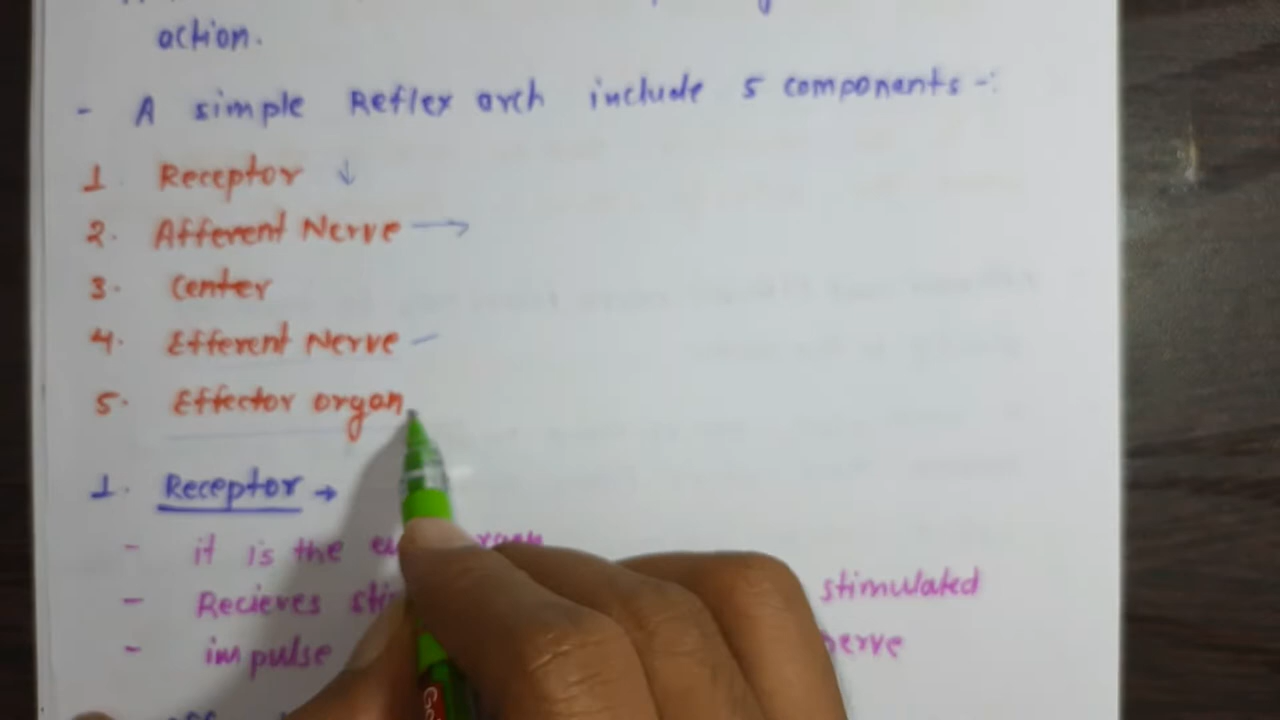 action.
- A simple Reflex arch include 5 components -:
1. Receptor ↓
2. Afferent Nerve →
3. Center
4. Efferent Nerve -
5. Effector organ
1. Receptor →
- it is the
- Recieves stimulated
- impulse nerve